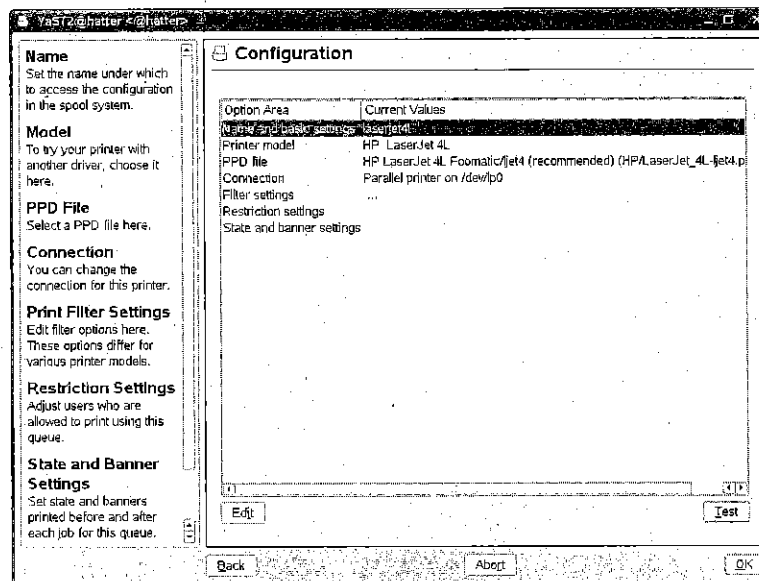 YaST2@hatter <@hatter>
Name
Set the name under which
to access the configuration
in the spool system.
Model
To try your printer with
another driver, choose it
here.
PPD File
Select a PPD file here.
Connection
You can change the
connection for this printer.
Print Filter Settings
Edit filter options here.
These options differ for
various printer models.
Restriction Settings
Adjust users who are
allowed to print using this
queue.
State and Banner
Settings
Set state and banners
printed before and after
each job for this queue.
Configuration
Option Area Current Values
Name and basic settings laserjet4l
Printer model HP LaserJet 4L
PPD file HP LaserJet 4L Foomatic/ljet4 (recommended) (HP/LaserJet_4L-ljet4.p
Connection Parallel printer on /dev/lp0
Filter settings ...
Restriction settings
State and banner settings
Edit Test
Back Abort OK